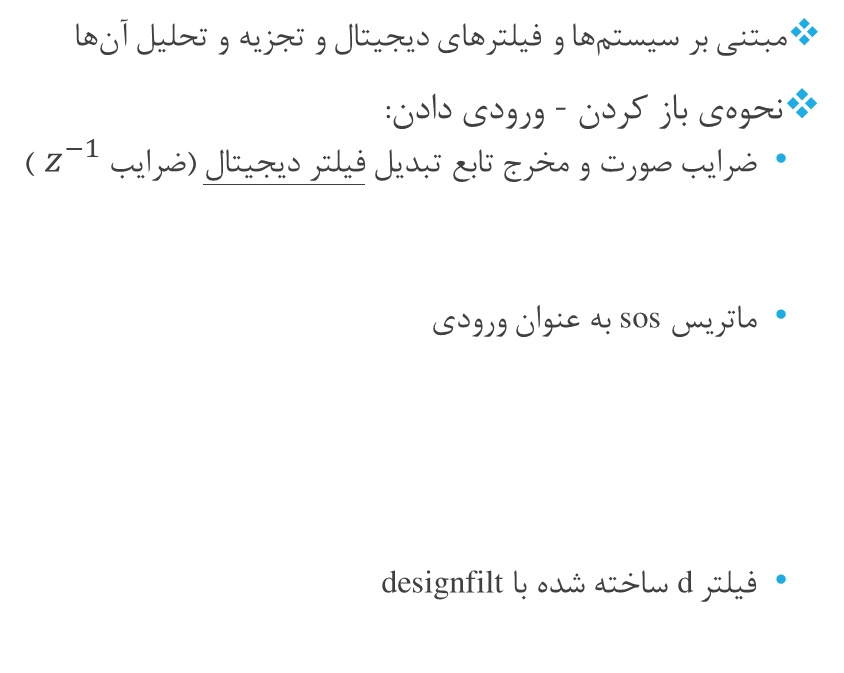 ❖مبتنی بر سیستم‌ها و فیلترهای دیجیتال و تجزیه و تحلیل آن‌ها
❖نحوه‌ی باز کردن - ورودی دادن:
• ضرایب صورت و مخرج تابع تبدیل فیلتر دیجیتال (ضرایب z⁻¹ )
• ماتریس sos به عنوان ورودی
• فیلتر d ساخته شده با designfilt